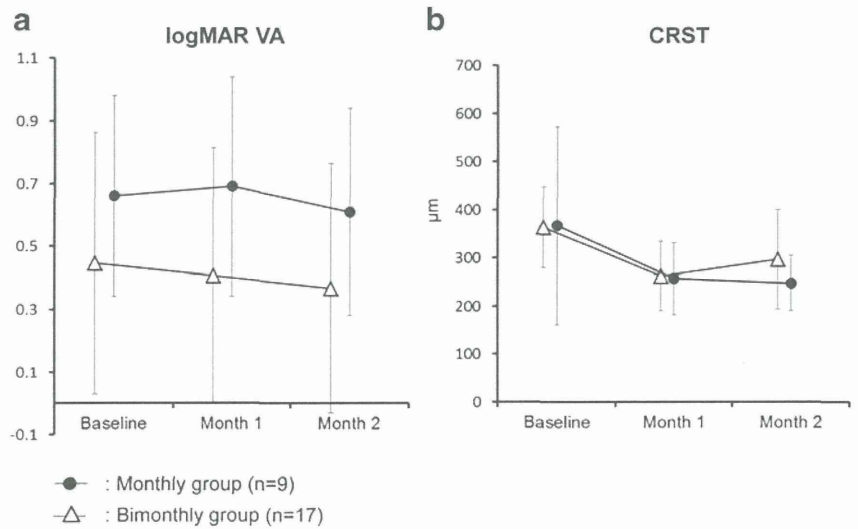 a
logMAR VA
1.1
0.9
0.7
0.5
0.3
0.1
-0.1
Baseline Month 1 Month 2
b
CRST
μm
700
600
500
400
300
200
100
0
Baseline Month 1 Month 2
: Monthly group (n=9)
: Bimonthly group (n=17)